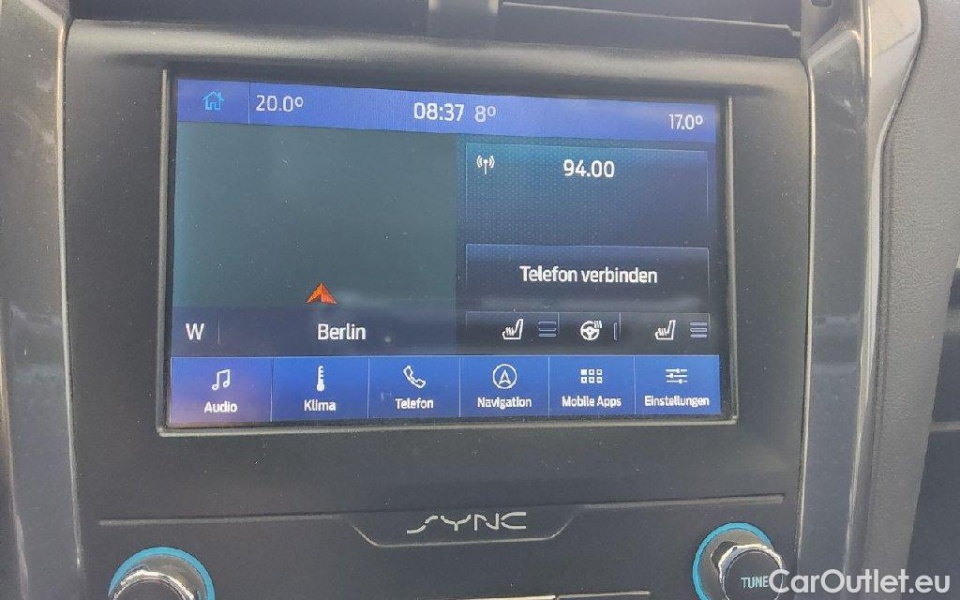 20.0° 08:37 8° 17.0°
94.00
Telefon verbinden
W Berlin
Audio Klima Telefon Navigation Mobile Apps Einstellungen
SYNC
TUNE
CarOutlet.eu